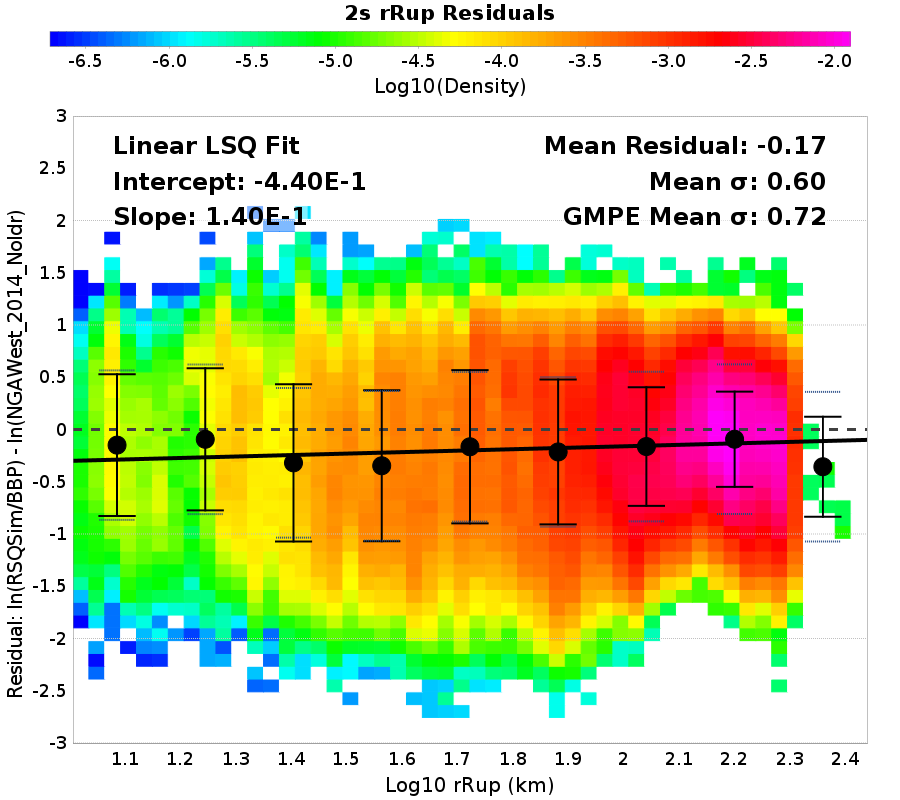 2s rRup Residuals
-6.5 -6.0 -5.5 -5.0 -4.5 -4.0 -3.5 -3.0 -2.5 -2.0
Log10(Density)
Linear LSQ Fit
Intercept: -4.40E-1
Slope: 1.40E-1
Mean Residual: -0.17
Mean σ: 0.60
GMPE Mean σ: 0.72
Residual: ln(RSQSim/BBP) - ln(NGAWest_2014_NoIdr)
3
2.5
2
1.5
1
0.5
0
-0.5
-1
-1.5
-2
-2.5
-3
1.1 1.2 1.3 1.4 1.5 1.6 1.7 1.8 1.9 2 2.1 2.2 2.3 2.4
Log10 rRup (km)